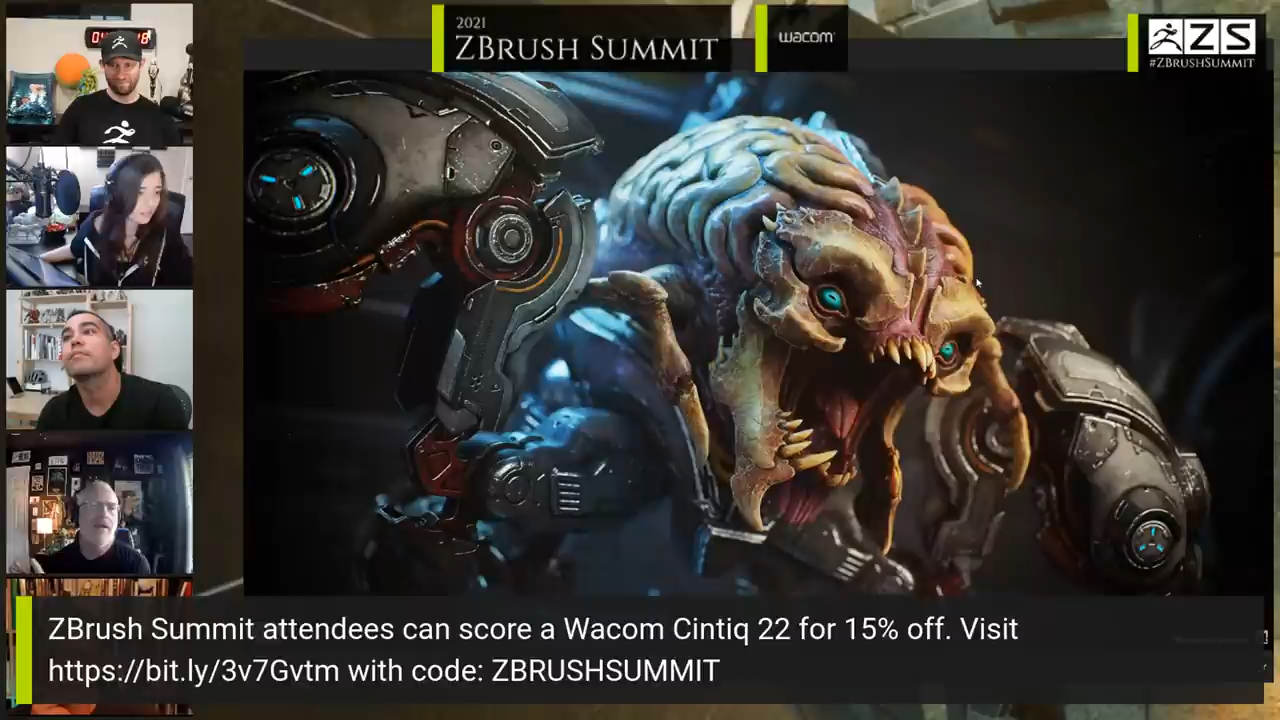 2021
ZBRUSH SUMMIT
wacom
ZS
#ZBRUSHSUMMIT
ZBrush Summit attendees can score a Wacom Cintiq 22 for 15% off. Visit
https://bit.ly/3v7Gvtm with code: ZBRUSHSUMMIT